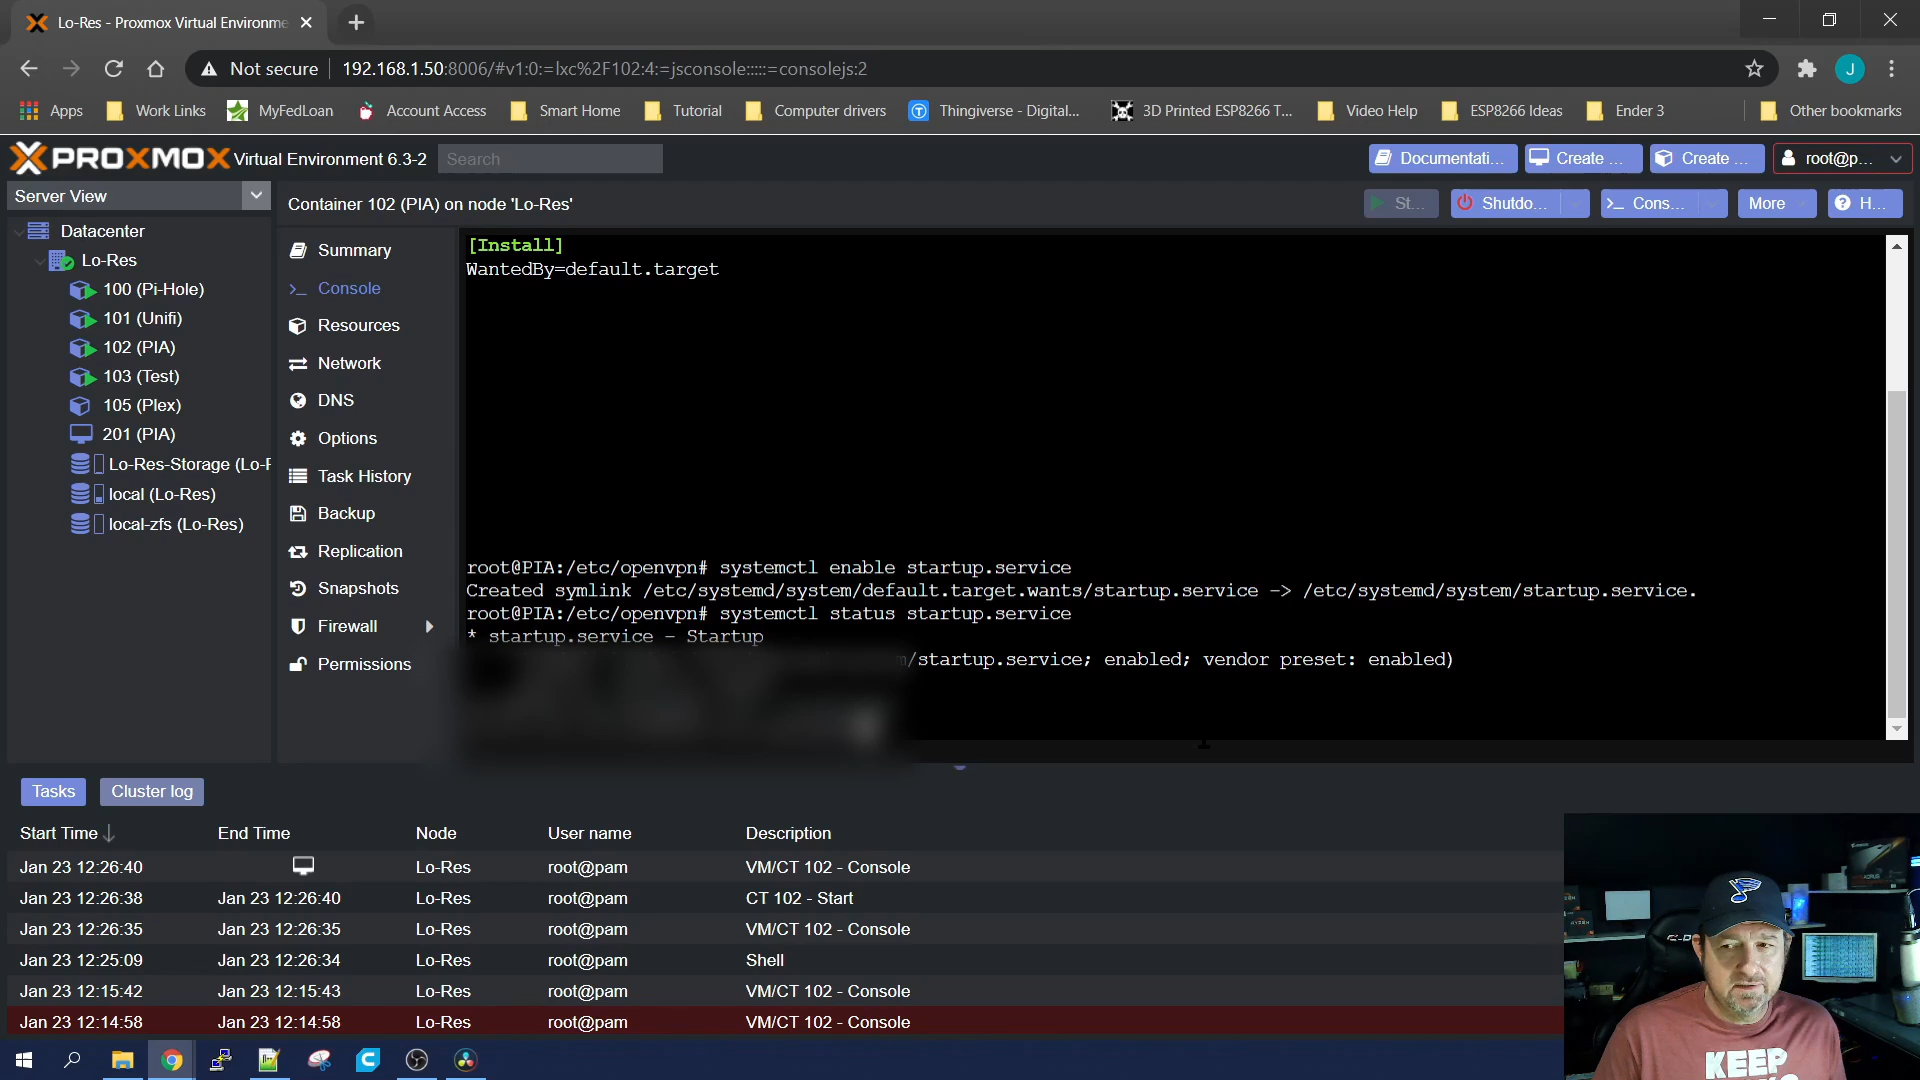 Lo-Res - Proxmox Virtual Environme
Not secure
192.168.1.50:8006/#v1:0:=lxc%2F102:4:=jsconsole:::::=consolejs:2
J
Apps
Work Links
MyFedLoan
Account Access
Smart Home
Tutorial
Computer drivers
Thingiverse - Digital...
3D Printed ESP8266 T...
Video Help
ESP8266 Ideas
Ender 3
Other bookmarks
PROXMOX Virtual Environment 6.3-2
Search
Documentati...
Create ...
Create ...
root@p...
Server View
Container 102 (PIA) on node 'Lo-Res'
St...
Shutdo...
Cons...
More
H...
Datacenter
Lo-Res
100 (Pi-Hole)
101 (Unifi)
102 (PIA)
103 (Test)
105 (Plex)
201 (PIA)
Lo-Res-Storage (Lo-R
local (Lo-Res)
local-zfs (Lo-Res)
Summary
Console
Resources
Network
DNS
Options
Task History
Backup
Replication
Snapshots
Firewall
Permissions
[Install]
WantedBy=default.target
root@PIA:/etc/openvpn# systemctl enable startup.service
Created symlink /etc/systemd/system/default.target.wants/startup.service -> /etc/systemd/system/startup.service.
root@PIA:/etc/openvpn# systemctl status startup.service
* startup.service - Startup
/startup.service; enabled; vendor preset: enabled)
Tasks
Cluster log
Start Time
End Time
Node
User name
Description
Jan 23 12:26:40
Lo-Res
root@pam
VM/CT 102 - Console
Jan 23 12:26:38
Jan 23 12:26:40
Lo-Res
root@pam
CT 102 - Start
Jan 23 12:26:35
Jan 23 12:26:35
Lo-Res
root@pam
VM/CT 102 - Console
Jan 23 12:25:09
Jan 23 12:26:34
Lo-Res
root@pam
Shell
Jan 23 12:15:42
Jan 23 12:15:43
Lo-Res
root@pam
VM/CT 102 - Console
Jan 23 12:14:58
Jan 23 12:14:58
Lo-Res
root@pam
VM/CT 102 - Console
KEEP